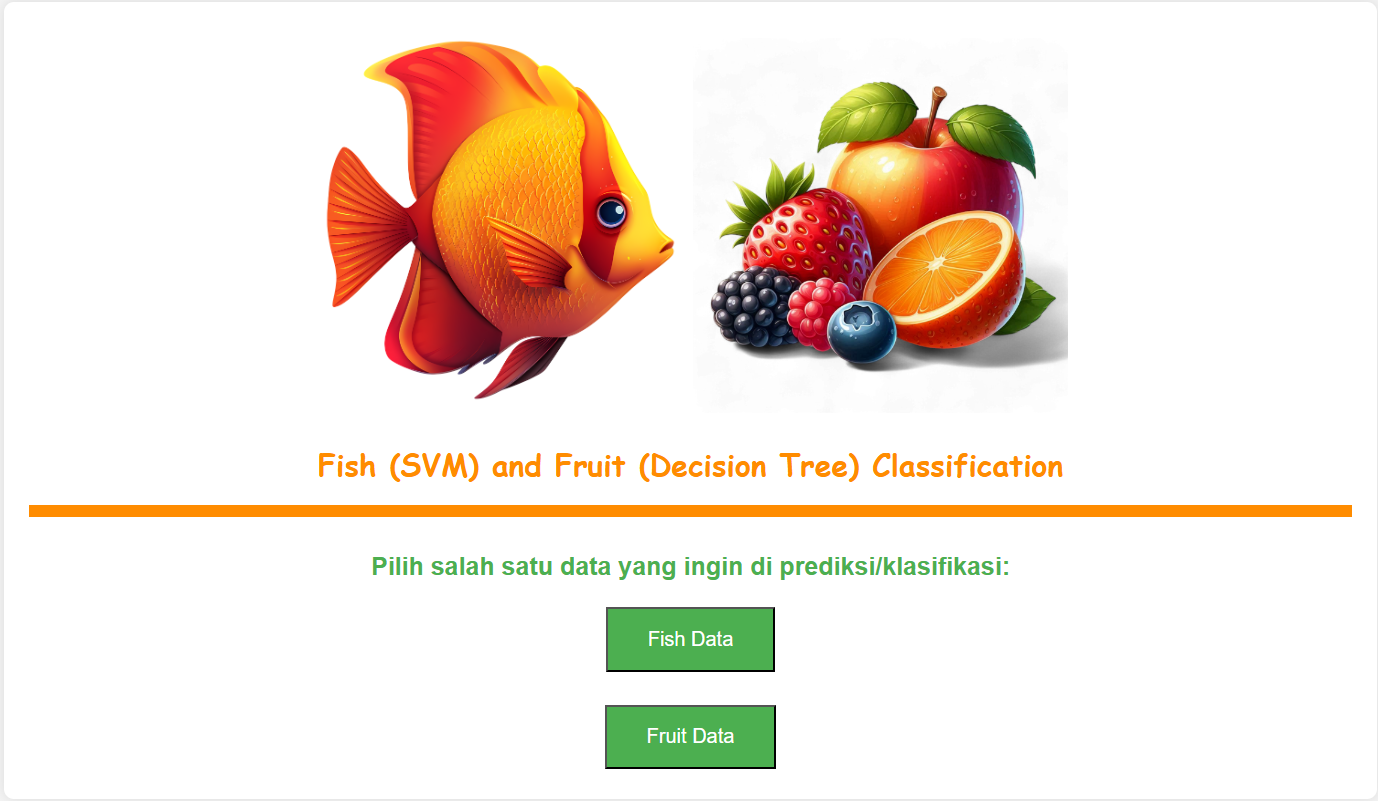 Fish (SVM) and Fruit (Decision Tree) Classification
Pilih salah satu data yang ingin di prediksi/klasifikasi:
Fish Data
Fruit Data